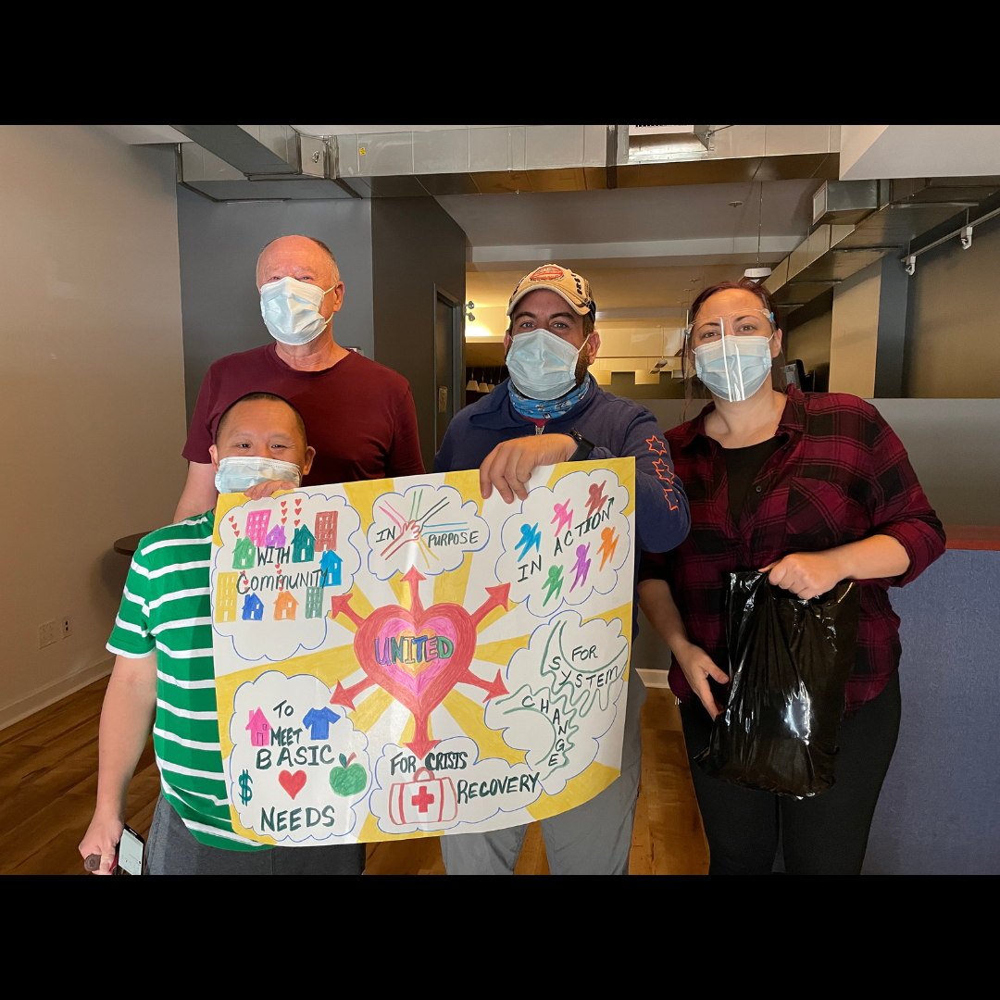 WITH
COMMUNITY
IN PURPOSE
IN ACTION
UNITED
FOR
SYSTEM
CHANGE
TO
MEET
BASIC
$
NEEDS
FOR CRISIS
RECOVERY